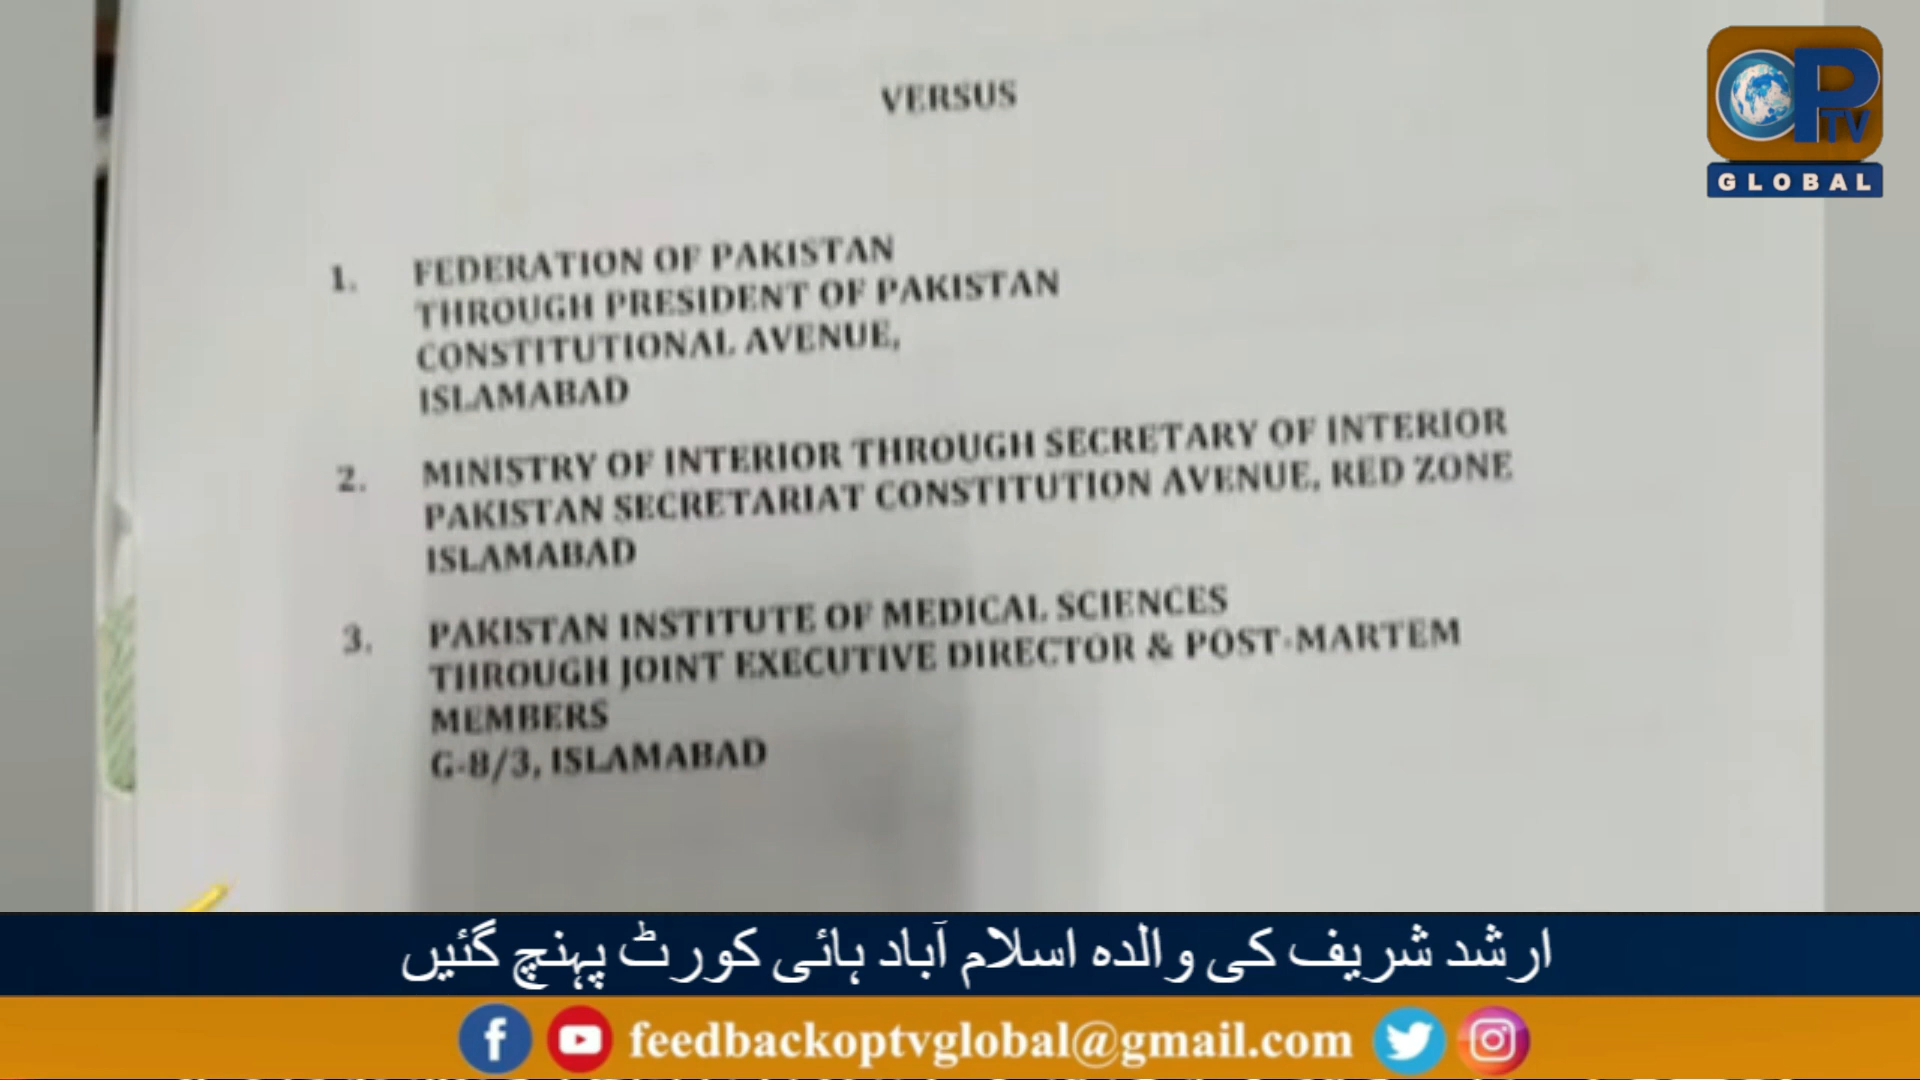 OPTV
GLOBAL
VERSUS
1. FEDERATION OF PAKISTAN
THROUGH PRESIDENT OF PAKISTAN
CONSTITUTIONAL AVENUE,
ISLAMABAD
2. MINISTRY OF INTERIOR THROUGH SECRETARY OF INTERIOR
PAKISTAN SECRETARIAT CONSTITUTION AVENUE, RED ZONE
ISLAMABAD
3. PAKISTAN INSTITUTE OF MEDICAL SCIENCES
THROUGH JOINT EXECUTIVE DIRECTOR & POST-MARTEM
MEMBERS
G-8/3, ISLAMABAD
ارشد شریف کی والدہ اسلام آباد ہائی کورٹ پہنچ گئیں
feedbackoptvglobal@gmail.com